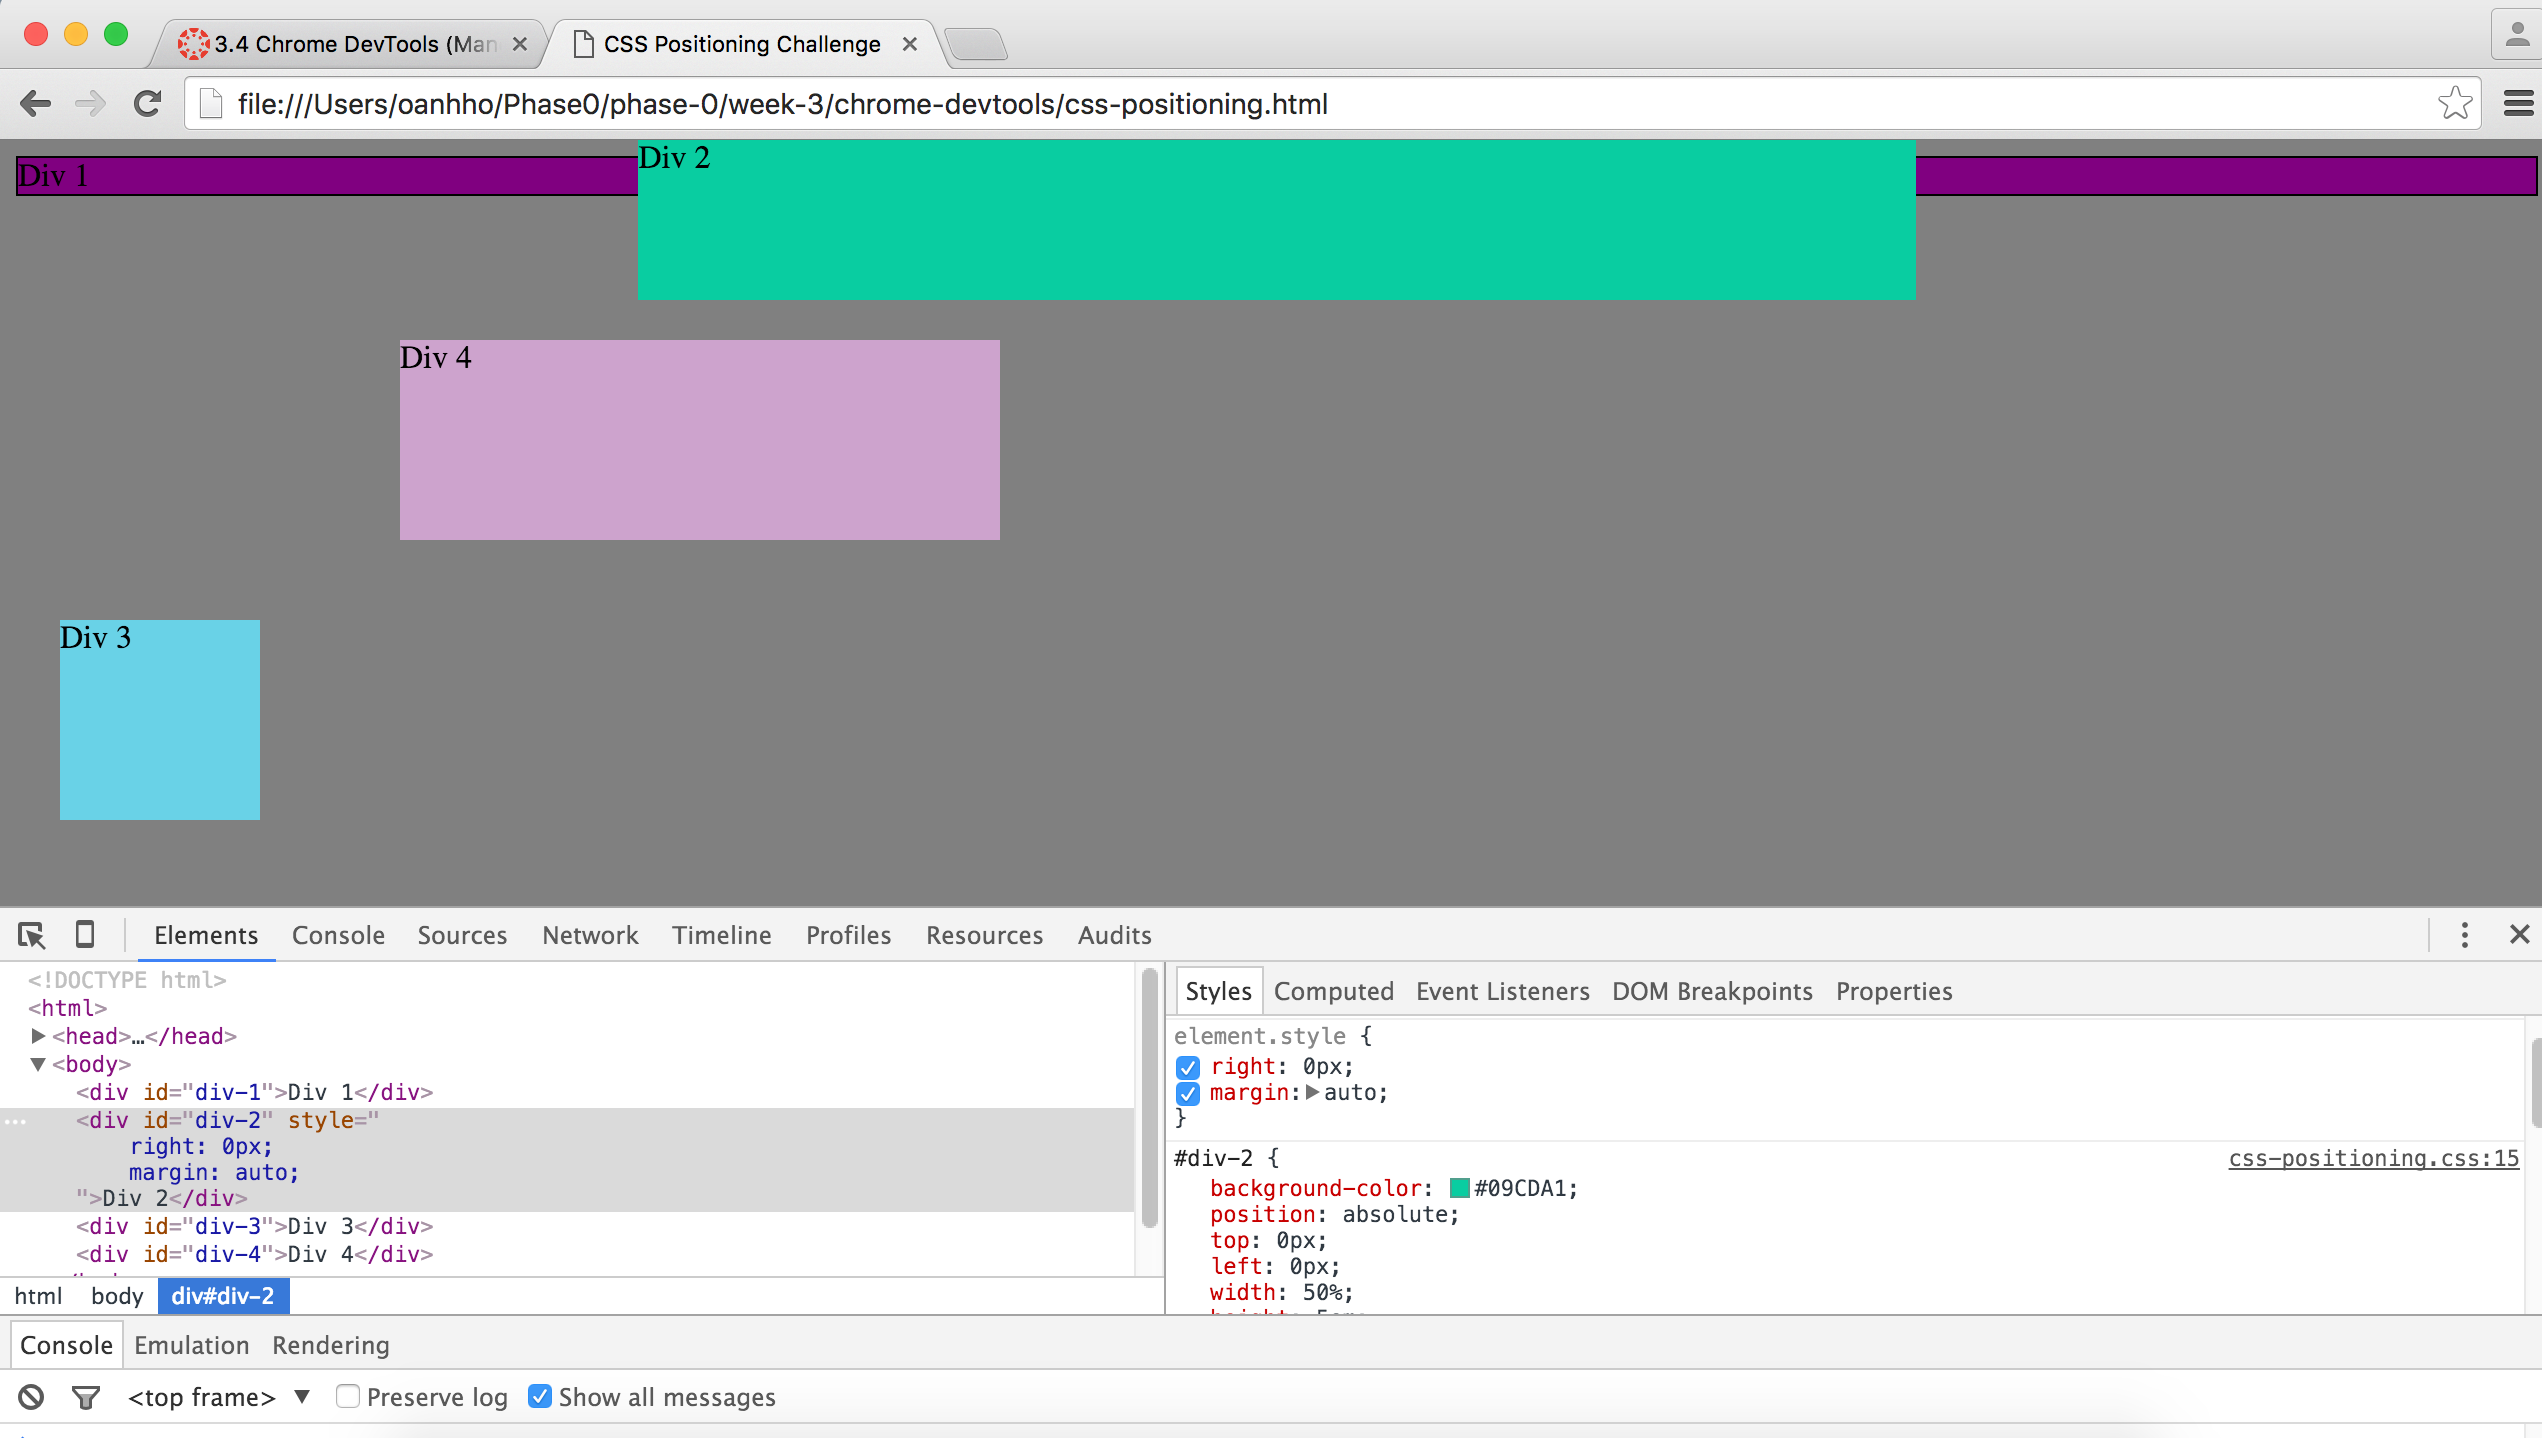 3.4 Chrome DevTools (Man
CSS Positioning Challenge
file:///Users/oanhho/Phase0/phase-0/week-3/chrome-devtools/css-positioning.html
Div 1
Div 2
Div 4
Div 3
Elements Console Sources Network Timeline Profiles Resources Audits
<!DOCTYPE html>
<html>
<head>…</head>
<body>
<div id="div-1">Div 1</div>
<div id="div-2" style="
right: 0px;
margin: auto;
">Div 2</div>
<div id="div-3">Div 3</div>
<div id="div-4">Div 4</div>
html body div#div-2
Styles Computed Event Listeners DOM Breakpoints Properties
element.style {
right: 0px;
margin: auto;
}
#div-2 { css-positioning.css:15
background-color: #09CDA1;
position: absolute;
top: 0px;
left: 0px;
width: 50%;
Console Emulation Rendering
<top frame> Preserve log Show all messages